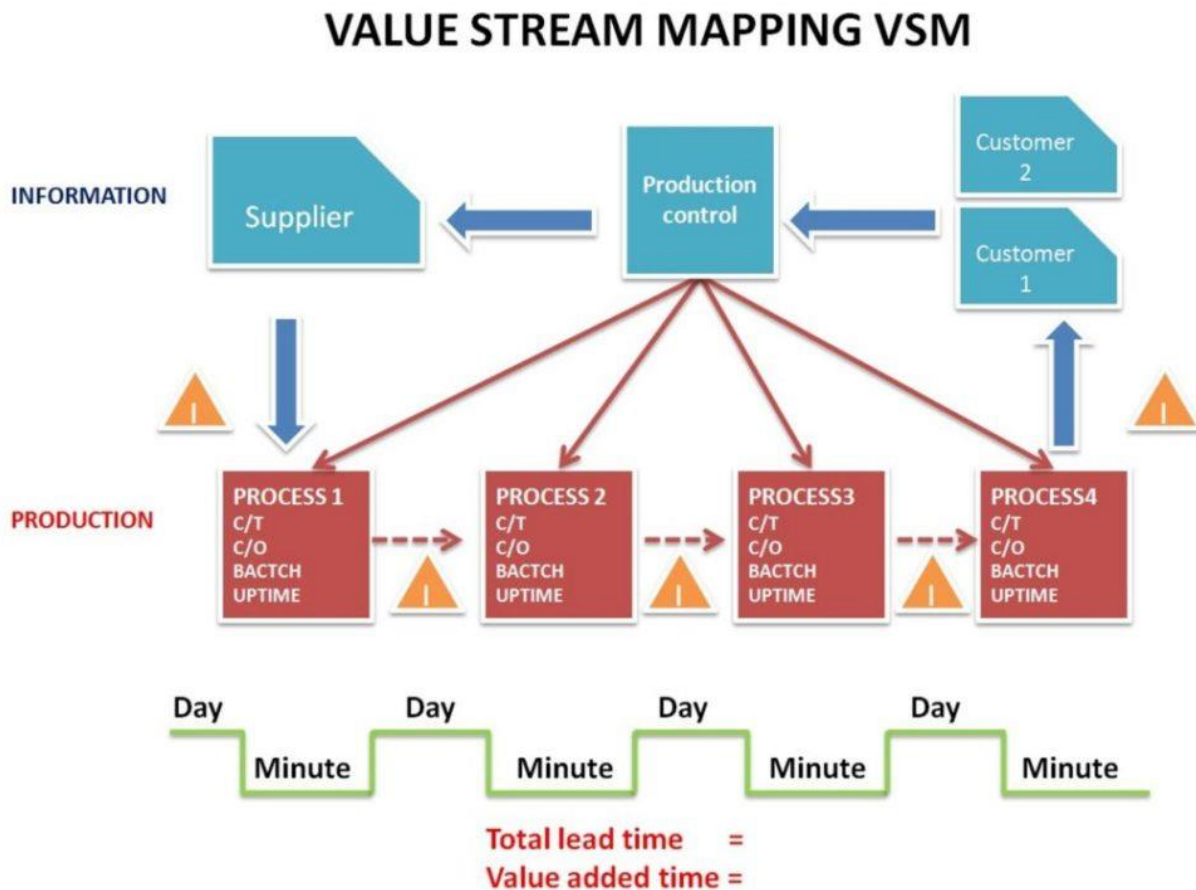 VALUE STREAM MAPPING VSM
INFORMATION
Supplier
Production
control
Customer
2
Customer
1
I
I
PRODUCTION
PROCESS 1
C/T
C/O
BACTCH
UPTIME
I
PROCESS 2
C/T
C/O
BACTCH
UPTIME
I
PROCESS3
C/T
C/O
BACTCH
UPTIME
I
PROCESS4
C/T
C/O
BACTCH
UPTIME
Day
Minute
Day
Minute
Day
Minute
Day
Minute
Total lead time =
Value added time =